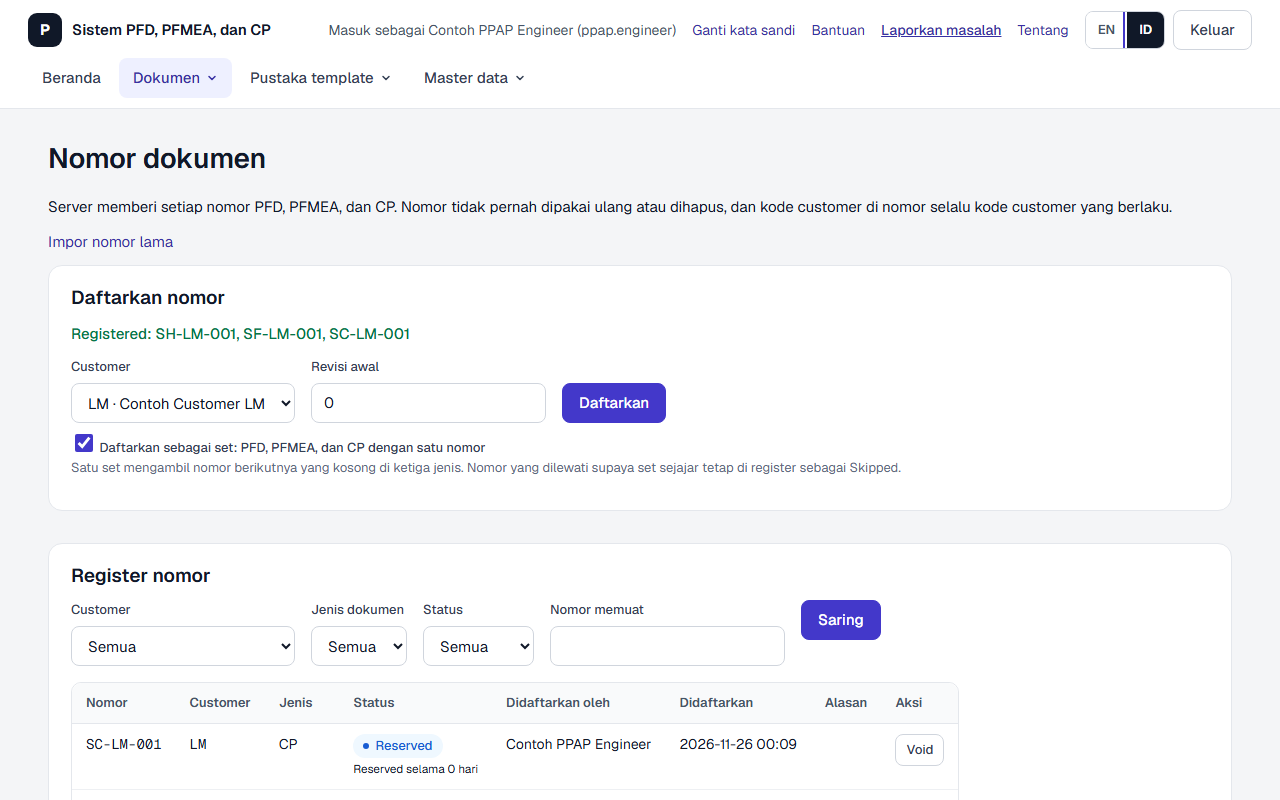 P Sistem PFD, PFMEA, dan CP Masuk sebagai Contoh PPAP Engineer (ppap.engineer) Ganti kata sandi Bantuan Laporkan masalah Tentang EN ID Keluar
Beranda Dokumen Pustaka template Master data
Nomor dokumen
Server memberi setiap nomor PFD, PFMEA, dan CP. Nomor tidak pernah dipakai ulang atau dihapus, dan kode customer di nomor selalu kode customer yang berlaku.
Impor nomor lama
Daftarkan nomor
Registered: SH-LM-001, SF-LM-001, SC-LM-001
Customer Revisi awal
LM · Contoh Customer LM 0 Daftarkan
Daftarkan sebagai set: PFD, PFMEA, dan CP dengan satu nomor
Satu set mengambil nomor berikutnya yang kosong di ketiga jenis. Nomor yang dilewati supaya set sejajar tetap di register sebagai Skipped.
Register nomor
Customer Jenis dokumen Status Nomor memuat
Semua Semua Semua Saring
Nomor Customer Jenis Status Didaftarkan oleh Didaftarkan Alasan Aksi
SC-LM-001 LM CP Reserved Contoh PPAP Engineer 2026-11-26 00:09 Void
Reserved selama 0 hari